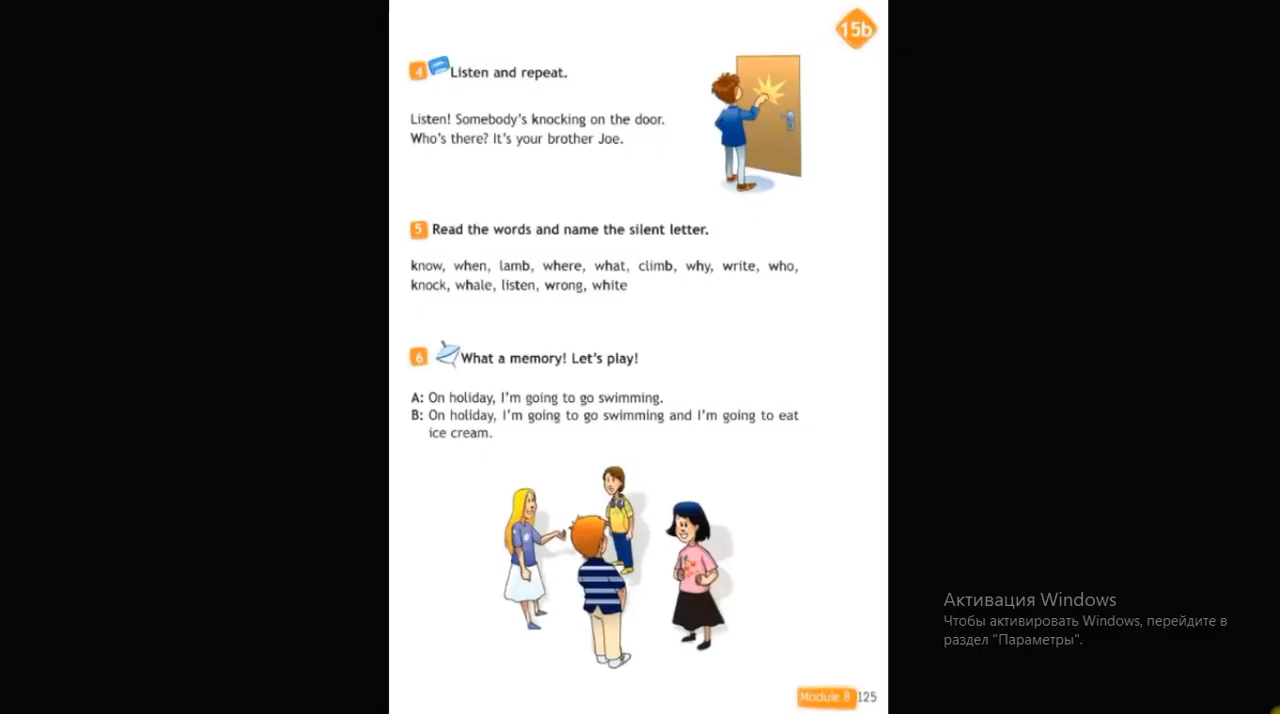 15b
4 Listen and repeat.
Listen! Somebody's knocking on the door.
Who's there? It's your brother Joe.
5 Read the words and name the silent letter.
know, when, lamb, where, what, climb, why, write, who,
knock, whale, listen, wrong, white
6 What a memory! Let's play!
A: On holiday, I'm going to go swimming.
B: On holiday, I'm going to go swimming and I'm going to eat
ice cream.
Активация Windows
Чтобы активировать Windows, перейдите в
раздел "Параметры".
Module 8 125